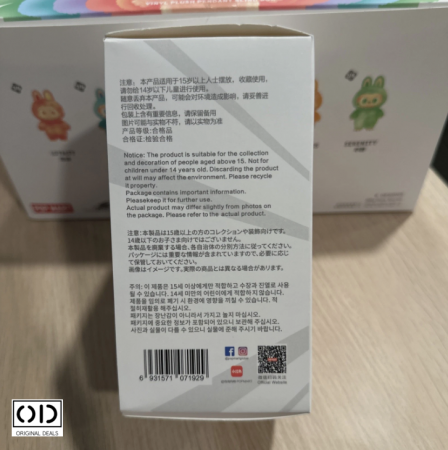 注意：本产品适用于15岁以上人士摆放、收藏使用，
请勿给14岁以下儿童进行使用。
随意丢弃本产品，可能会对环境造成影响，请妥善进
行回收处理。
包装上含有重要信息，请保留备用
图片可能与实物不符，请以实物为准
产品等级:合格品
合格证:检验合格
Notice: The product is suitable for the collection
and decoration of people aged above 15. Not for
children under 14 years old. Discarding the product
at will may affect the environment. Please recycle
it properly.
Package contains important information.
Pleasekeep it for further use.
Actual product may differ slightly from photos on
the package. Please refer to the actual product.
注意:本製品は15歳以上の方のコレクションや装飾向けです。
14歳以下のお子さま向けではございません。
本製品を廃棄する場合、各自治体の分別方法に従ってください。
パッケージには重要な情報が含まれていますので、必要に応じ
て保管しておいてください。
画像はイメージです。実際の商品とは異なる場合があります。
주의: 이 제품은 15세 이상에게만 적합하고 수장과 진열로 사용
될 수 있습니다. 14세 미만의 어린이에게 적합하지 않습니다.
제품을 임의로 폐기 시 환경에 영향을 끼칠 수 있습니다. 적
절히재활용을 해주십시오.
패키지는 장난감이 아니라서 가지고 놀지 마십시오.
패키지에 중요한 정보가 포함되어 있으니 보관해 두십시오.
사진과 실물이 다를 수 있으니 실물에 준해 주시기 바랍니다.
6 931571 071929
Official Website
SERENITY
OD
ORIGINAL DEALS